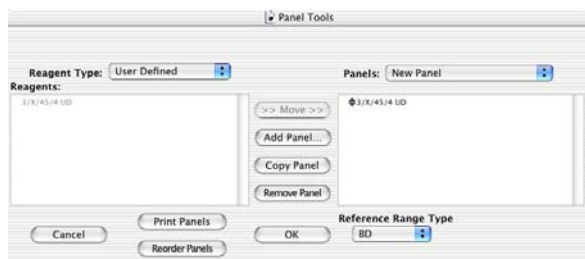 Panel Tools
Reagent Type: User Defined
Panels: New Panel
Reagents:
3/X/45/4 UD
>> Move >>
3/X/45/4 UD
Add Panel...
Copy Panel
Remove Panel
Print Panels
Reference Range Type
Cancel
OK
BD
Reorder Panels